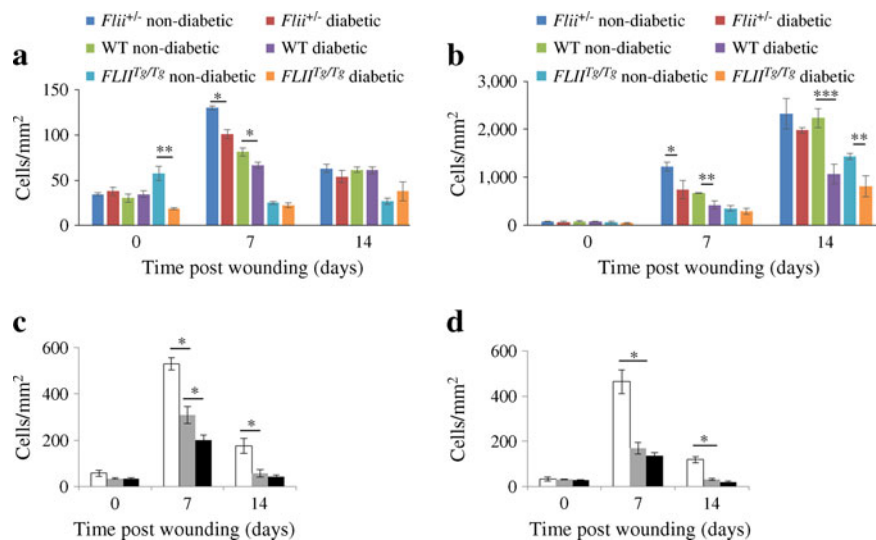 a
Flii+/- non-diabetic Flii+/- diabetic
WT non-diabetic WT diabetic
FLIITg/Tg non-diabetic FLIITg/Tg diabetic
150
100
50
0
Cells/mm2
** * *
0 7 14
Time post wounding (days)
b
Flii+/- non-diabetic Flii+/- diabetic
WT non-diabetic WT diabetic
FLIITg/Tg non-diabetic FLIITg/Tg diabetic
3,000
2,000
1,000
0
Cells/mm2
* ** *** **
0 7 14
Time post wounding (days)
c
600
400
200
0
Cells/mm2
* * *
0 7 14
Time post wounding (days)
d
600
400
200
0
Cells/mm2
* *
0 7 14
Time post wounding (days)